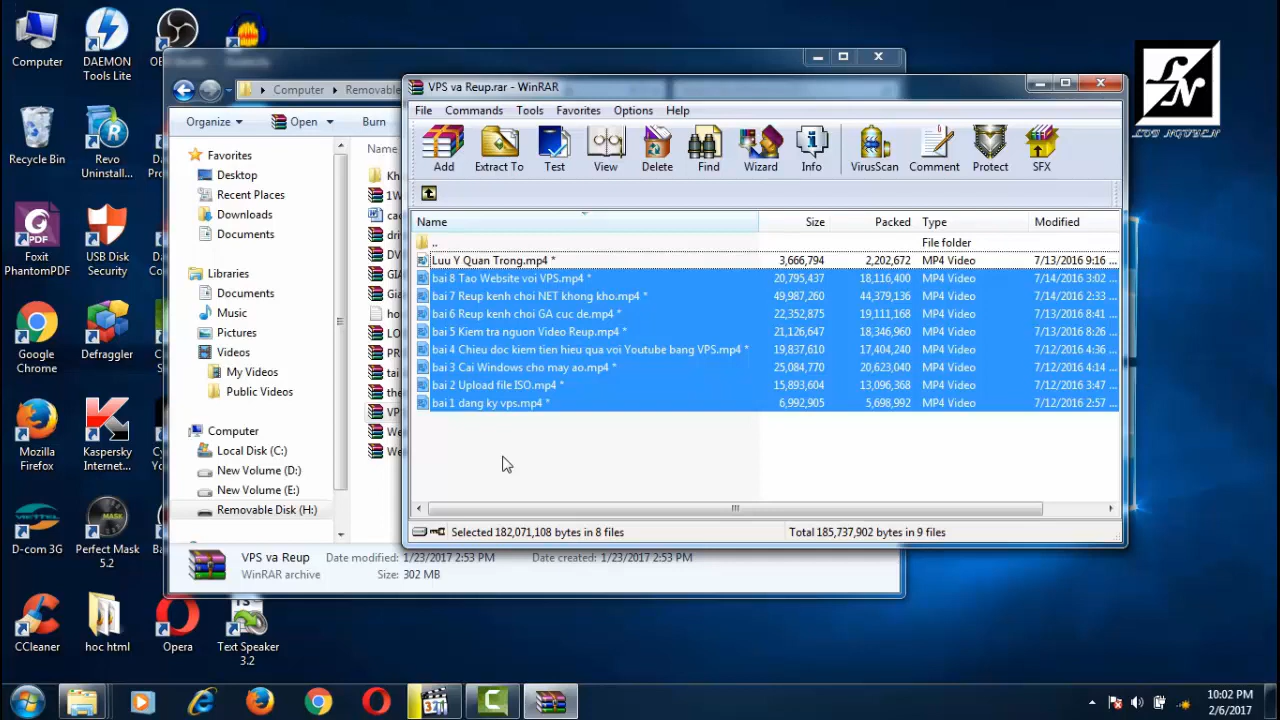 Computer
DAEMON
Tools Lite
Recycle Bin
Revo
Uninstall...
Foxit
PhantomPDF
USB Disk
Security
Google
Chrome
Defraggler
Mozilla
Firefox
Kaspersky
Internet...
D-com 3G
Perfect Mask
5.2
CCleaner
hoc html
Opera
Text Speaker
3.2
LN
LOS NGUYEN
Computer
Removable
Organize
Open
Burn
Name
Favorites
Desktop
Recent Places
Downloads
Documents
Libraries
Documents
Music
Pictures
Videos
My Videos
Public Videos
Computer
Local Disk (C:)
New Volume (D:)
New Volume (E:)
Removable Disk (H:)
VPS va Reup
Date modified: 1/23/2017 2:53 PM
Date created: 1/23/2017 2:53 PM
WinRAR archive
Size: 302 MB
VPS va Reup.rar - WinRAR
File Commands Tools Favorites Options Help
Add Extract To Test View Delete Find Wizard Info VirusScan Comment Protect SFX
Name Size Packed Type Modified
.. File folder
Luu Y Quan Trong.mp4 * 3,666,794 2,202,672 MP4 Video 7/13/2016 9:16 ...
bai 8 Tao Website voi VPS.mp4 * 20,795,437 18,116,400 MP4 Video 7/14/2016 3:02 ...
bai 7 Reup kenh choi NET khong kho.mp4 * 49,987,260 44,379,136 MP4 Video 7/14/2016 2:33 ...
bai 6 Reup kenh choi GA cuc de.mp4 * 22,352,875 19,111,168 MP4 Video 7/13/2016 8:41 ...
bai 5 Kiem tra nguon Video Reup.mp4 * 21,126,647 18,346,960 MP4 Video 7/13/2016 8:26 ...
bai 4 Chieu doc kiem tien hieu qua voi Youtube bang VPS.mp4 * 19,837,610 17,404,240 MP4 Video 7/12/2016 4:36 ...
bai 3 Cai Windows cho may ao.mp4 * 25,084,770 20,623,040 MP4 Video 7/12/2016 4:14 ...
bai 2 Upload file ISO.mp4 * 15,893,604 13,096,368 MP4 Video 7/12/2016 3:47 ...
bai 1 dang ky vps.mp4 * 6,992,905 5,698,992 MP4 Video 7/12/2016 2:57 ...
Selected 182,071,108 bytes in 8 files
Total 185,737,902 bytes in 9 files
10:02 PM
2/6/2017